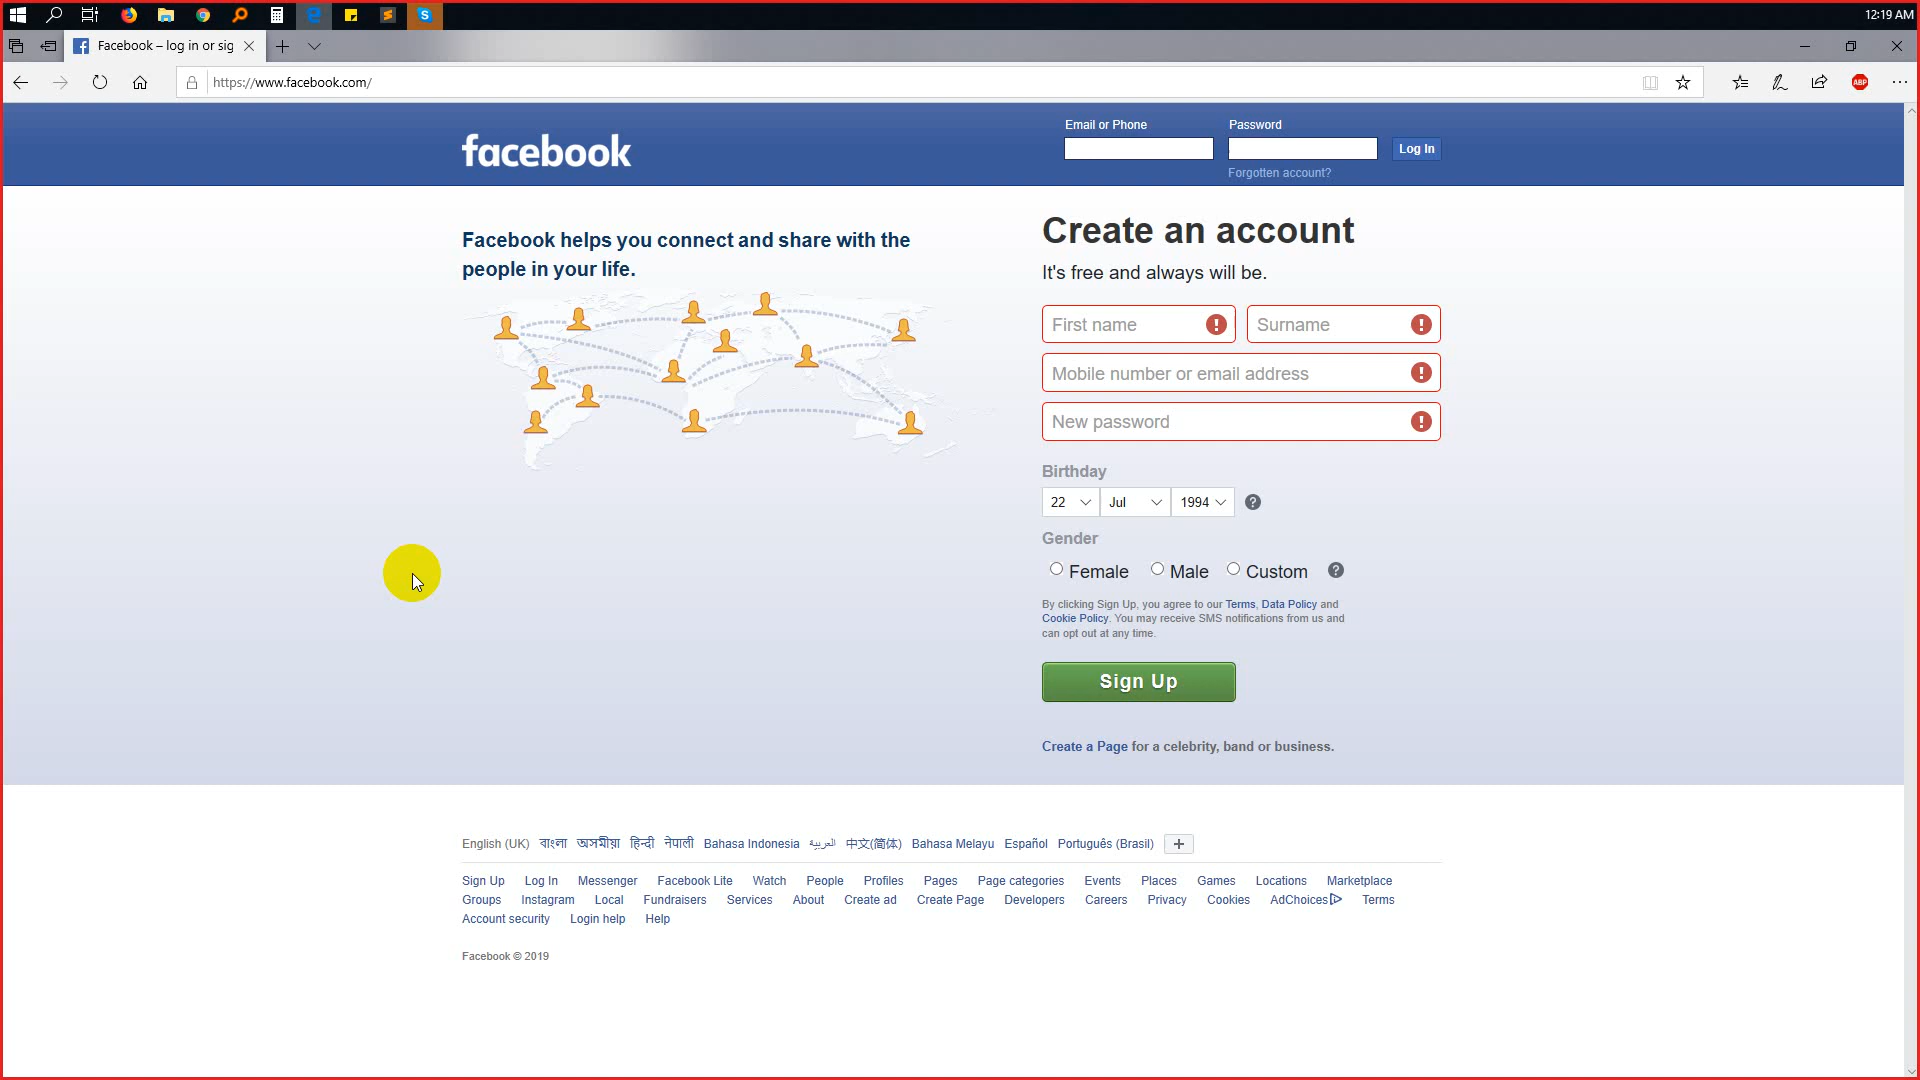 12:19 AM
Facebook – log in or sig
https://www.facebook.com/
ABP
facebook
Email or Phone
Password
Log In
Forgotten account?
Facebook helps you connect and share with the
people in your life.
Create an account
It's free and always will be.
First name
Surname
Mobile number or email address
New password
Birthday
22
Jul
1994
Gender
Female
Male
Custom
By clicking Sign Up, you agree to our Terms, Data Policy and
Cookie Policy. You may receive SMS notifications from us and
can opt out at any time.
Sign Up
Create a Page for a celebrity, band or business.
English (UK) বাংলা অসমীয়া हिन्दी नेपाली Bahasa Indonesia العربية 中文(简体) Bahasa Melayu Español Português (Brasil)
Sign Up Log In Messenger Facebook Lite Watch People Profiles Pages Page categories Events Places Games Locations Marketplace
Groups Instagram Local Fundraisers Services About Create ad Create Page Developers Careers Privacy Cookies AdChoices Terms
Account security Login help Help
Facebook © 2019